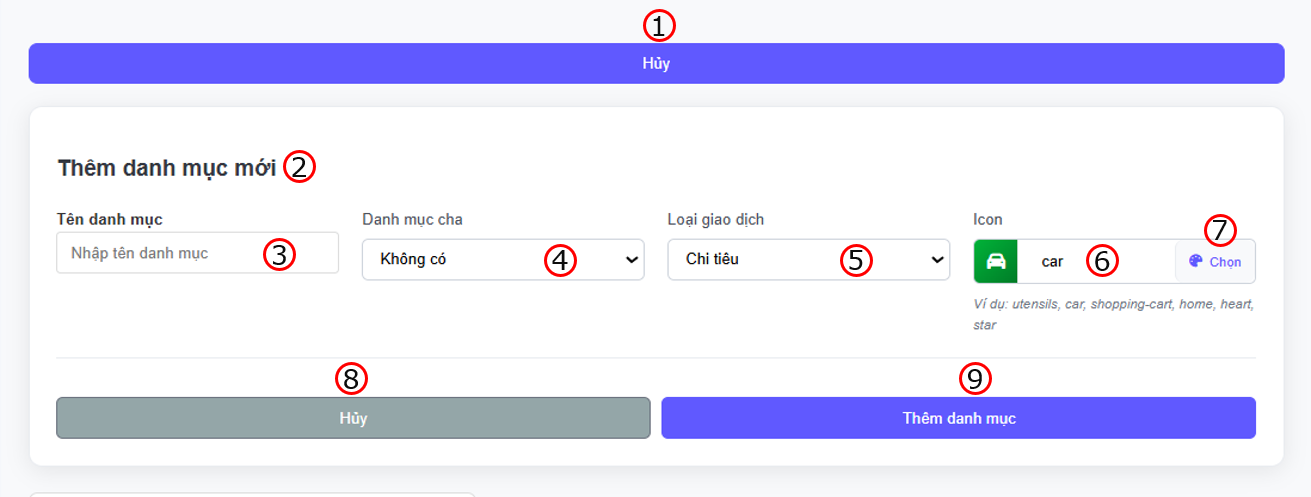 ①
Hủy
Thêm danh mục mới ②
Tên danh mục
Danh mục cha
Loại giao dịch
Icon
Nhập tên danh mục ③
Không có ④
Chi tiêu ⑤
car ⑥
⑦
Chọn
Ví dụ: utensils, car, shopping-cart, home, heart,
star
⑧
Hủy
⑨
Thêm danh mục